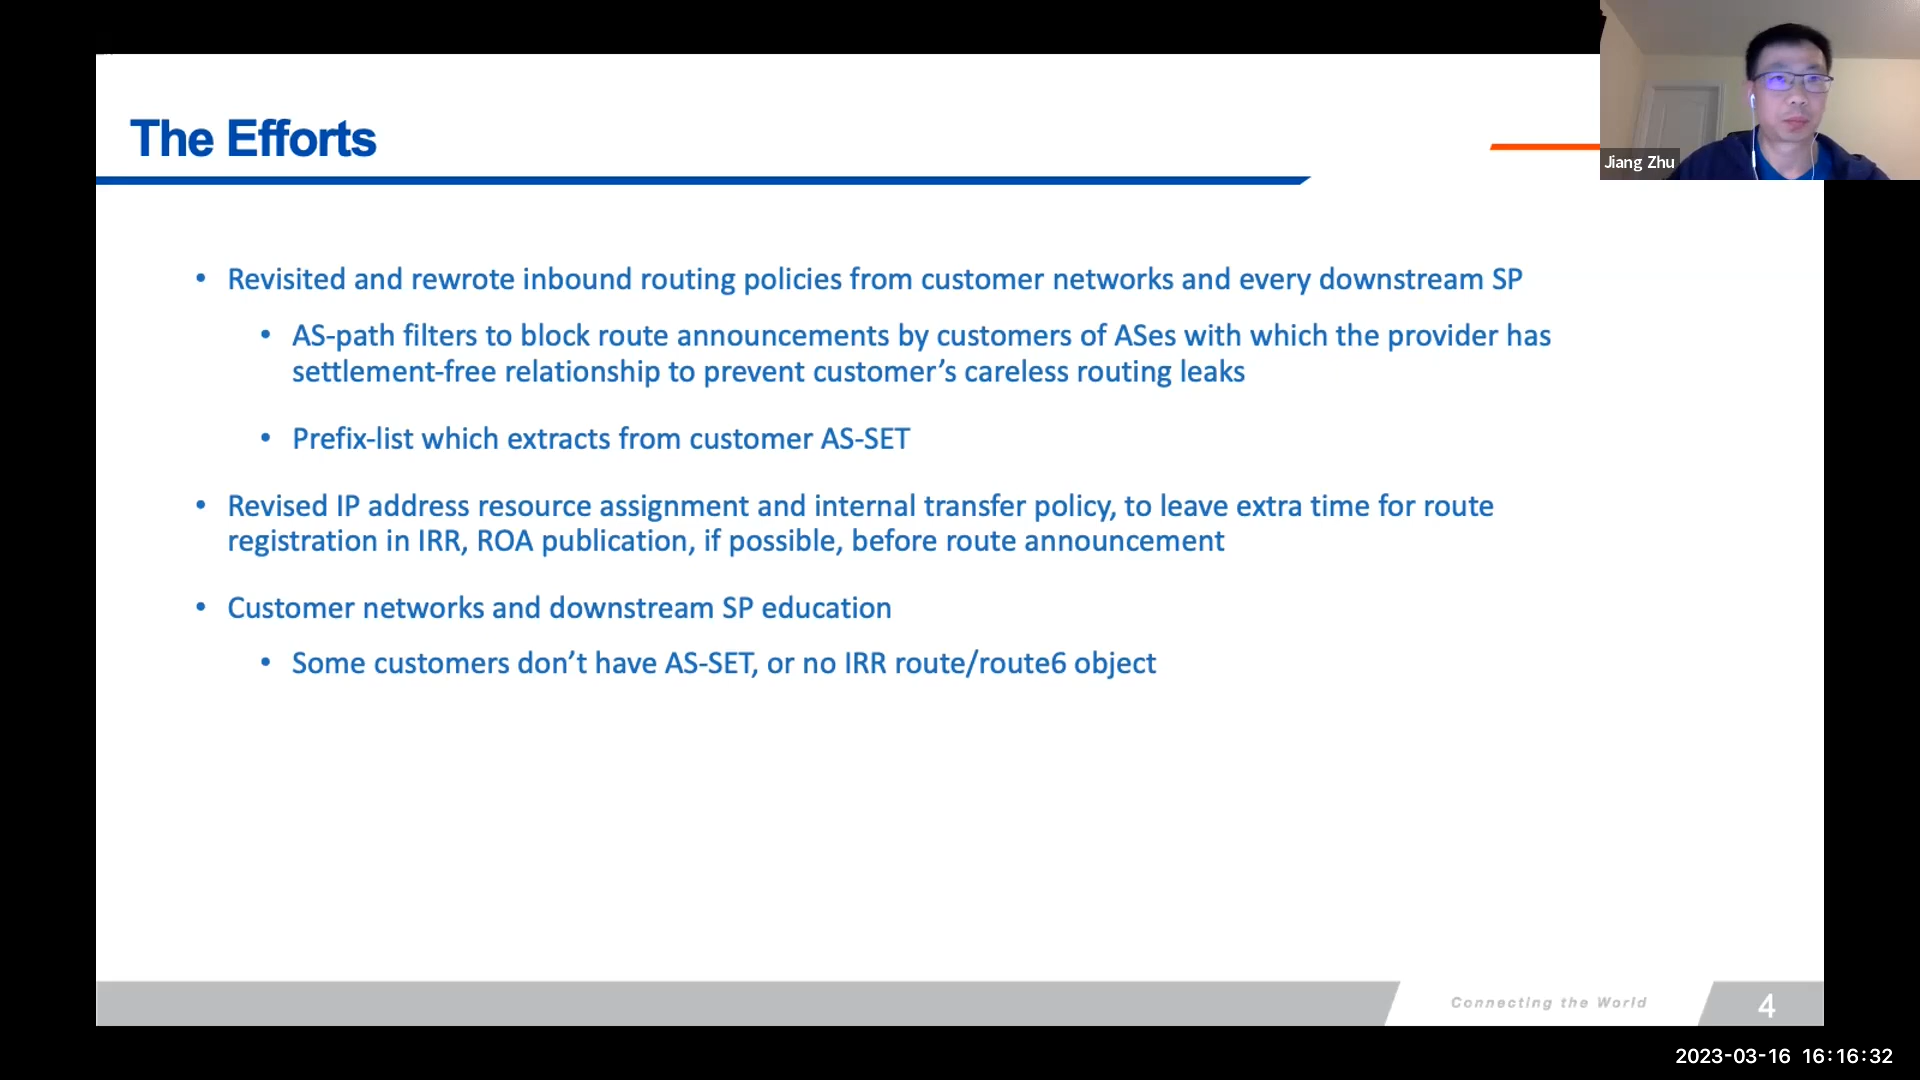 The Efforts
Jiang Zhu
• Revisited and rewrote inbound routing policies from customer networks and every downstream SP
• AS-path filters to block route announcements by customers of ASes with which the provider has
settlement-free relationship to prevent customer’s careless routing leaks
• Prefix-list which extracts from customer AS-SET
• Revised IP address resource assignment and internal transfer policy, to leave extra time for route
registration in IRR, ROA publication, if possible, before route announcement
• Customer networks and downstream SP education
• Some customers don’t have AS-SET, or no IRR route/route6 object
Connecting the World
4
2023-03-16 16:16:32